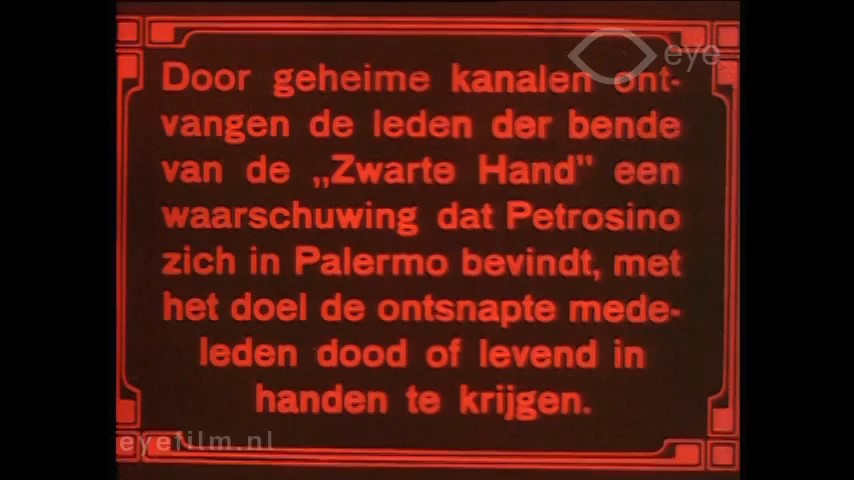 eye
Door geheime kanalen ont-
vangen de leden der bende
van de „Zwarte Hand" een
waarschuwing dat Petrosino
zich in Palermo bevindt, met
het doel de ontsnapte mede-
leden dood of levend in
handen te krijgen.
eyefilm.nl